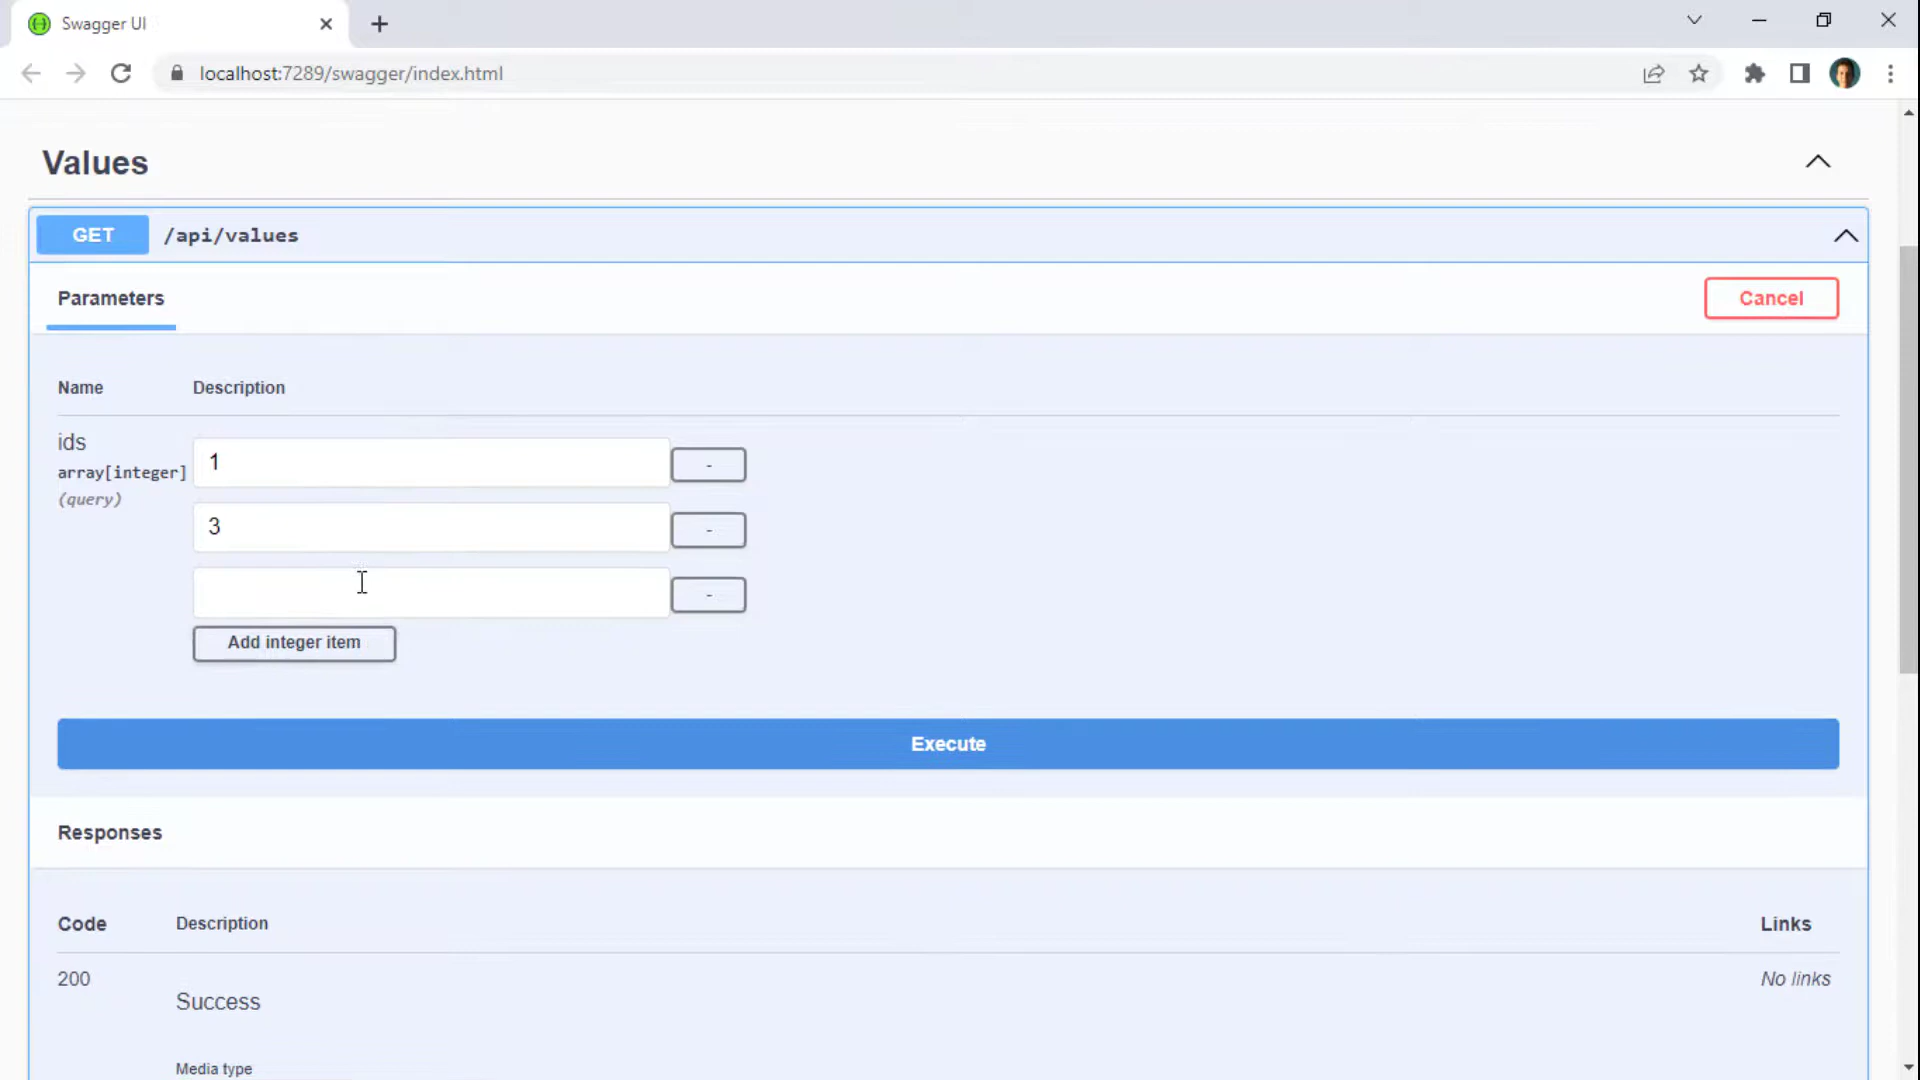 Swagger UI
localhost:7289/swagger/index.html
Values
GET /api/values
Parameters
Cancel
Name Description
ids
array[integer]
(query)
1
-
3
-
-
Add integer item
Execute
Responses
Code Description Links
200
Success
No links
Media type